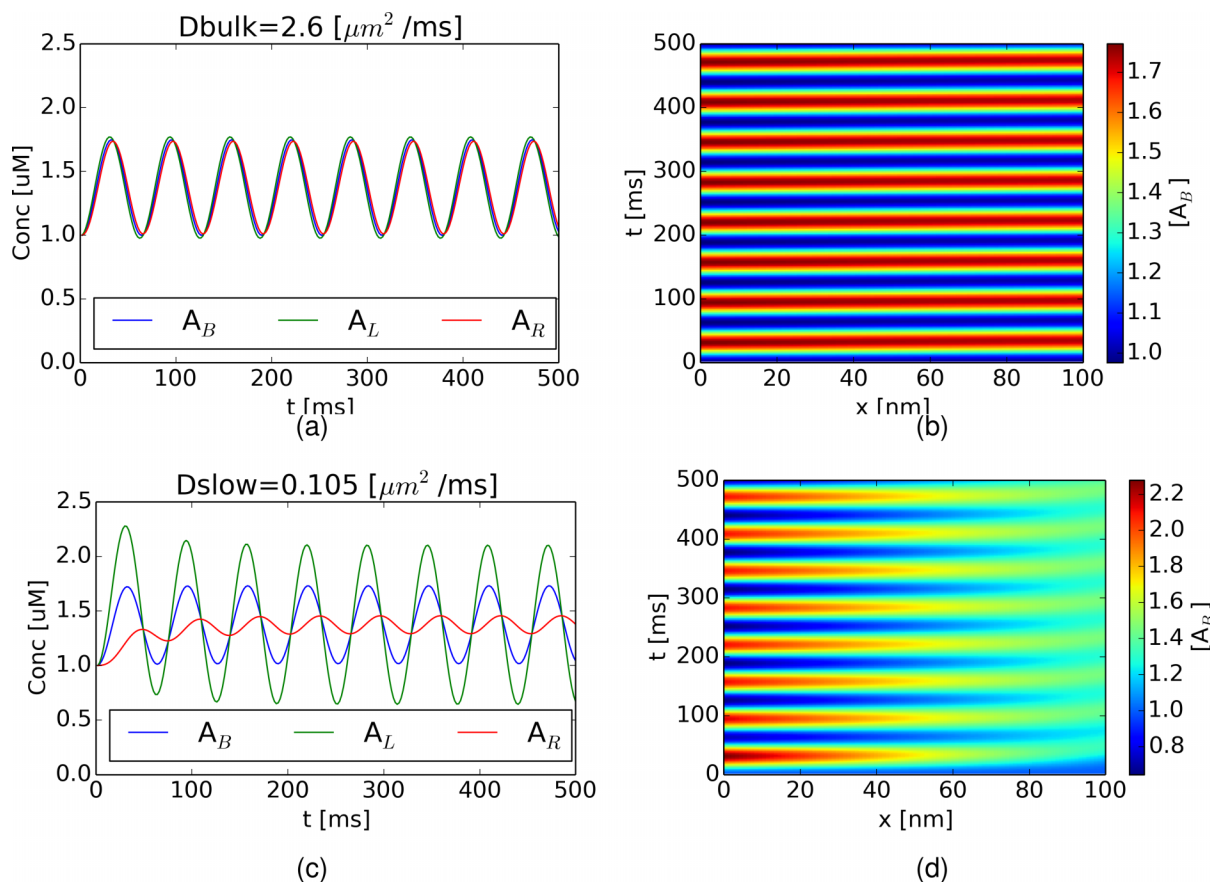 Dbulk=2.6 [μm² /ms]
2.5
2.0
1.5
1.0
0.5
0.0
Conc [uM]
A_B A_L A_R
0 100 200 300 400 500
t [ms]
(a)
500
400
300
200
100
0
t [ms]
0 20 40 60 80 100
x [nm]
1.7
1.6
1.5
1.4
1.3
1.2
1.1
1.0
[A_B]
(b)
Dslow=0.105 [μm² /ms]
2.5
2.0
1.5
1.0
0.5
0.0
Conc [uM]
A_B A_L A_R
0 100 200 300 400 500
t [ms]
(c)
500
400
300
200
100
0
t [ms]
0 20 40 60 80 100
x [nm]
2.2
2.0
1.8
1.6
1.4
1.2
1.0
0.8
[A_B]
(d)